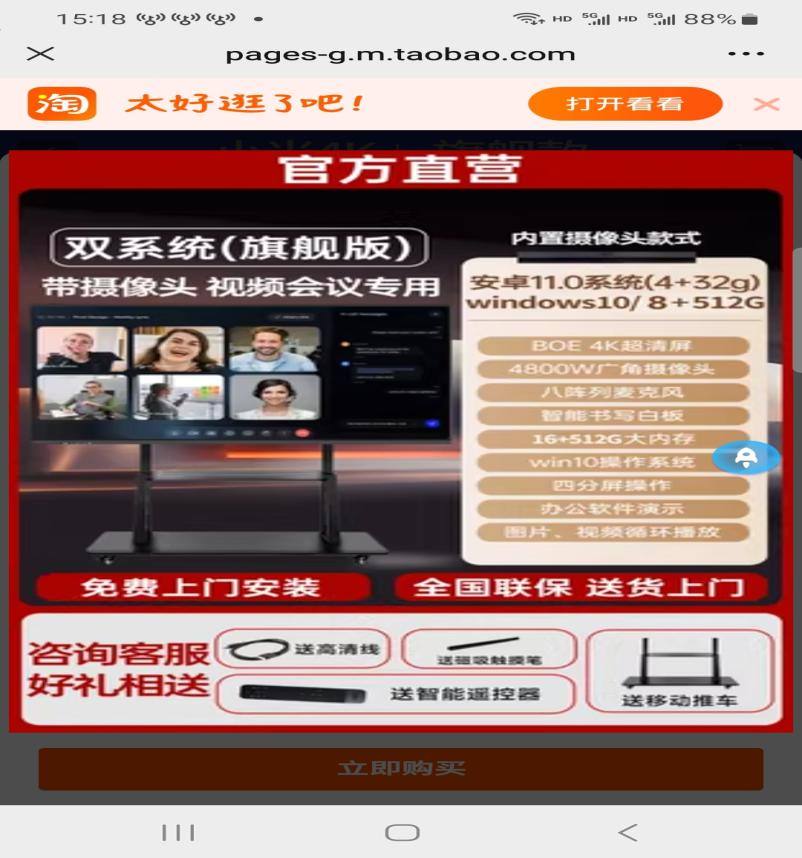 15:18
HD 5G HD 5G 88%
pages-g.m.taobao.com
淘 太好逛了吧! 打开看看
官方直营
双系统(旗舰版)
带摄像头 视频会议专用
内置摄像头款式
安卓11.0系统(4+32g)
windows10/ 8+512G
BOE 4K超清屏
4800W广角摄像头
八阵列麦克风
智能书写白板
16+512G大内存
win10操作系统
四分屏操作
办公软件演示
图片、视频循环播放
免费上门安装
全国联保 送货上门
咨询客服
好礼相送
送高清线
送磁吸触摸笔
送智能遥控器
送移动推车
立即购买